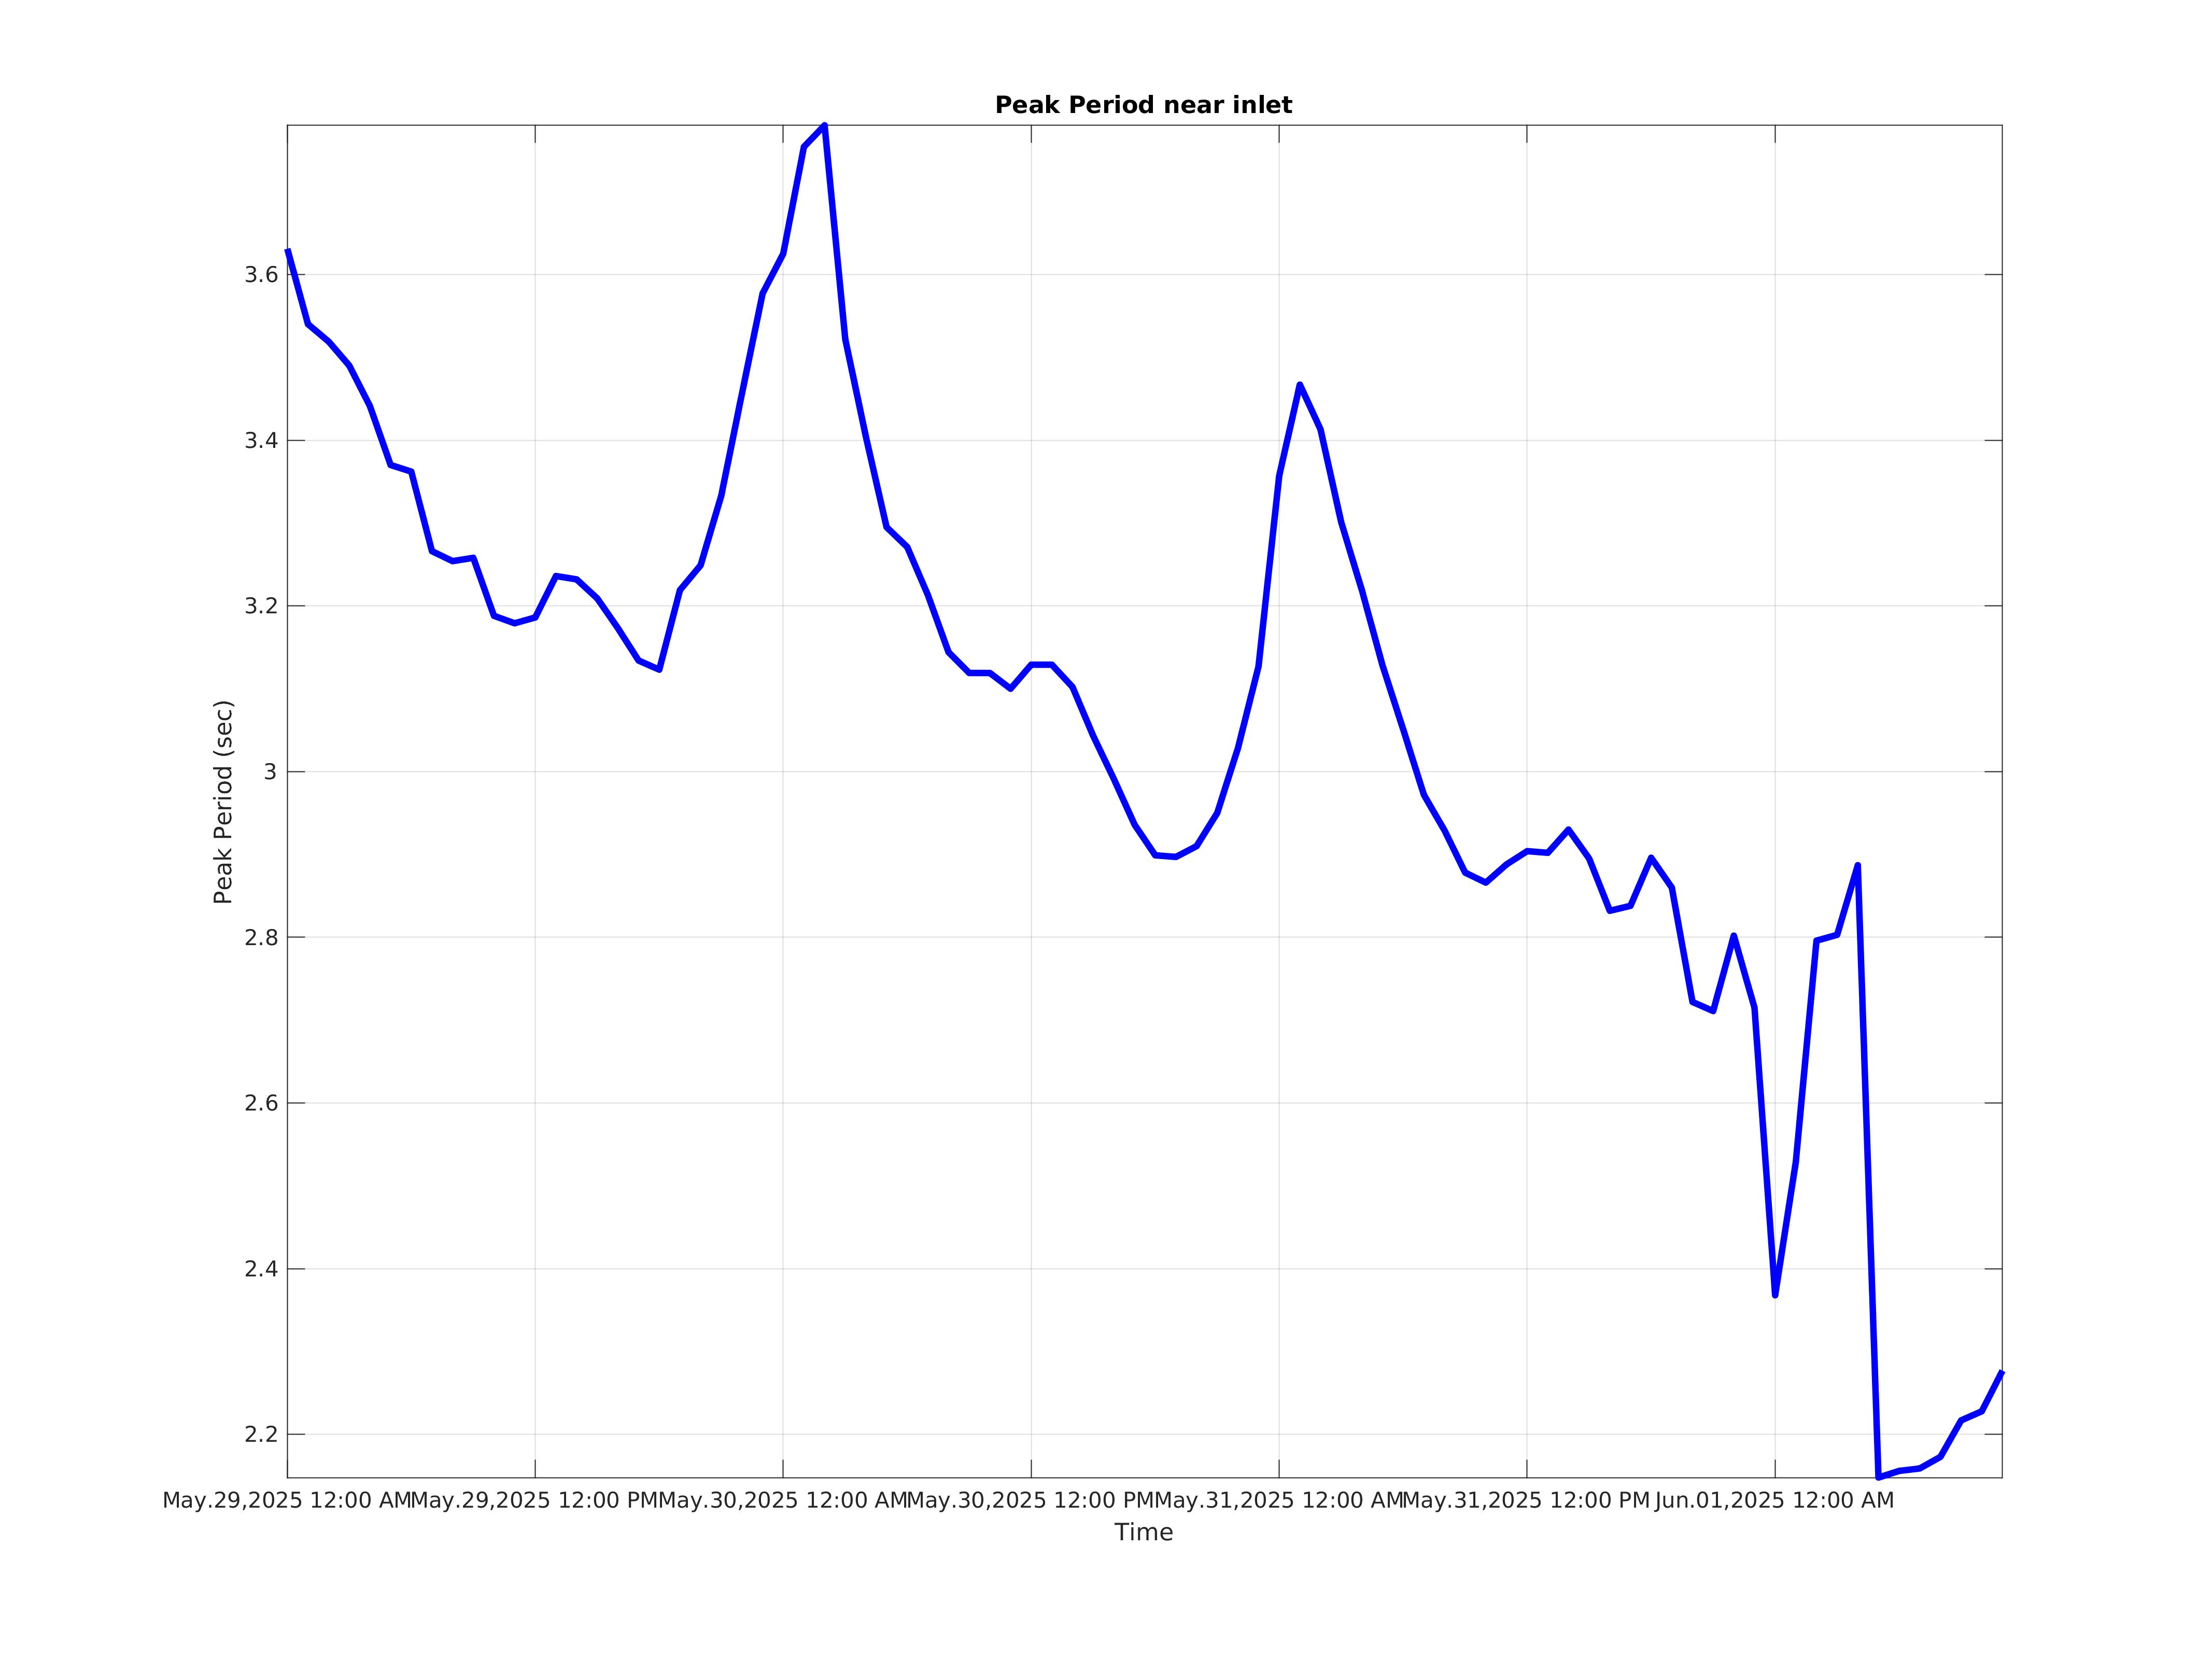 Peak Period near inlet
3.6
3.4
3.2
3
2.8
2.6
2.4
2.2
Peak Period (sec)
May.29,2025 12:00 AM May.29,2025 12:00 PM May.30,2025 12:00 AM May.30,2025 12:00 PM May.31,2025 12:00 AM May.31,2025 12:00 PM Jun.01,2025 12:00 AM
Time